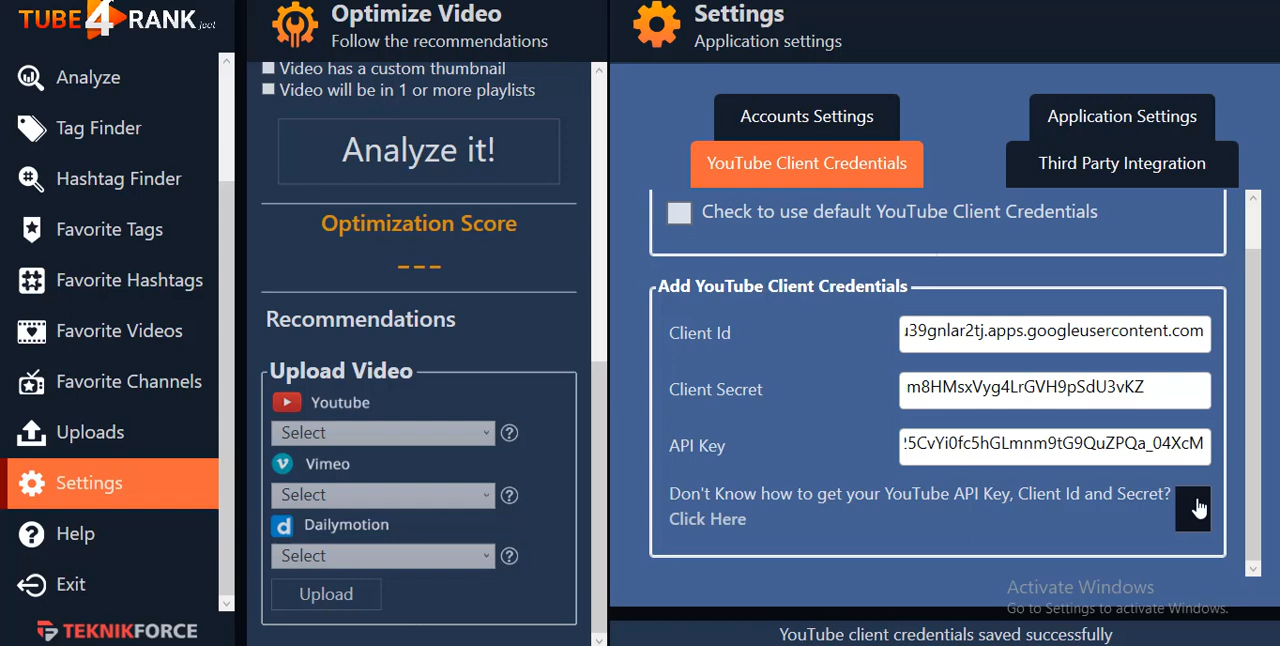 TUBE4RANK
Analyze
Tag Finder
Hashtag Finder
Favorite Tags
Favorite Hashtags
Favorite Videos
Favorite Channels
Uploads
Settings
Help
Exit
TEKNIKFORCE
Optimize Video
Follow the recommendations
Video has a custom thumbnail
Video will be in 1 or more playlists
Analyze it!
Optimization Score
---
Recommendations
Upload Video
Youtube
Select
Vimeo
Select
Dailymotion
Select
Upload
Settings
Application settings
Accounts Settings
Application Settings
YouTube Client Credentials
Third Party Integration
Check to use default YouTube Client Credentials
Add YouTube Client Credentials
Client Id
ı39gnlar2tj.apps.googleusercontent.com
Client Secret
m8HMsxVyg4LrGVH9pSdU3vKZ
API Key
5CvYi0fc5hGLmnm9tG9QuZPQa_04XcM
Don't Know how to get your YouTube API Key, Client Id and Secret?
Click Here
Activate Windows
Go to Settings to activate Windows.
YouTube client credentials saved successfully